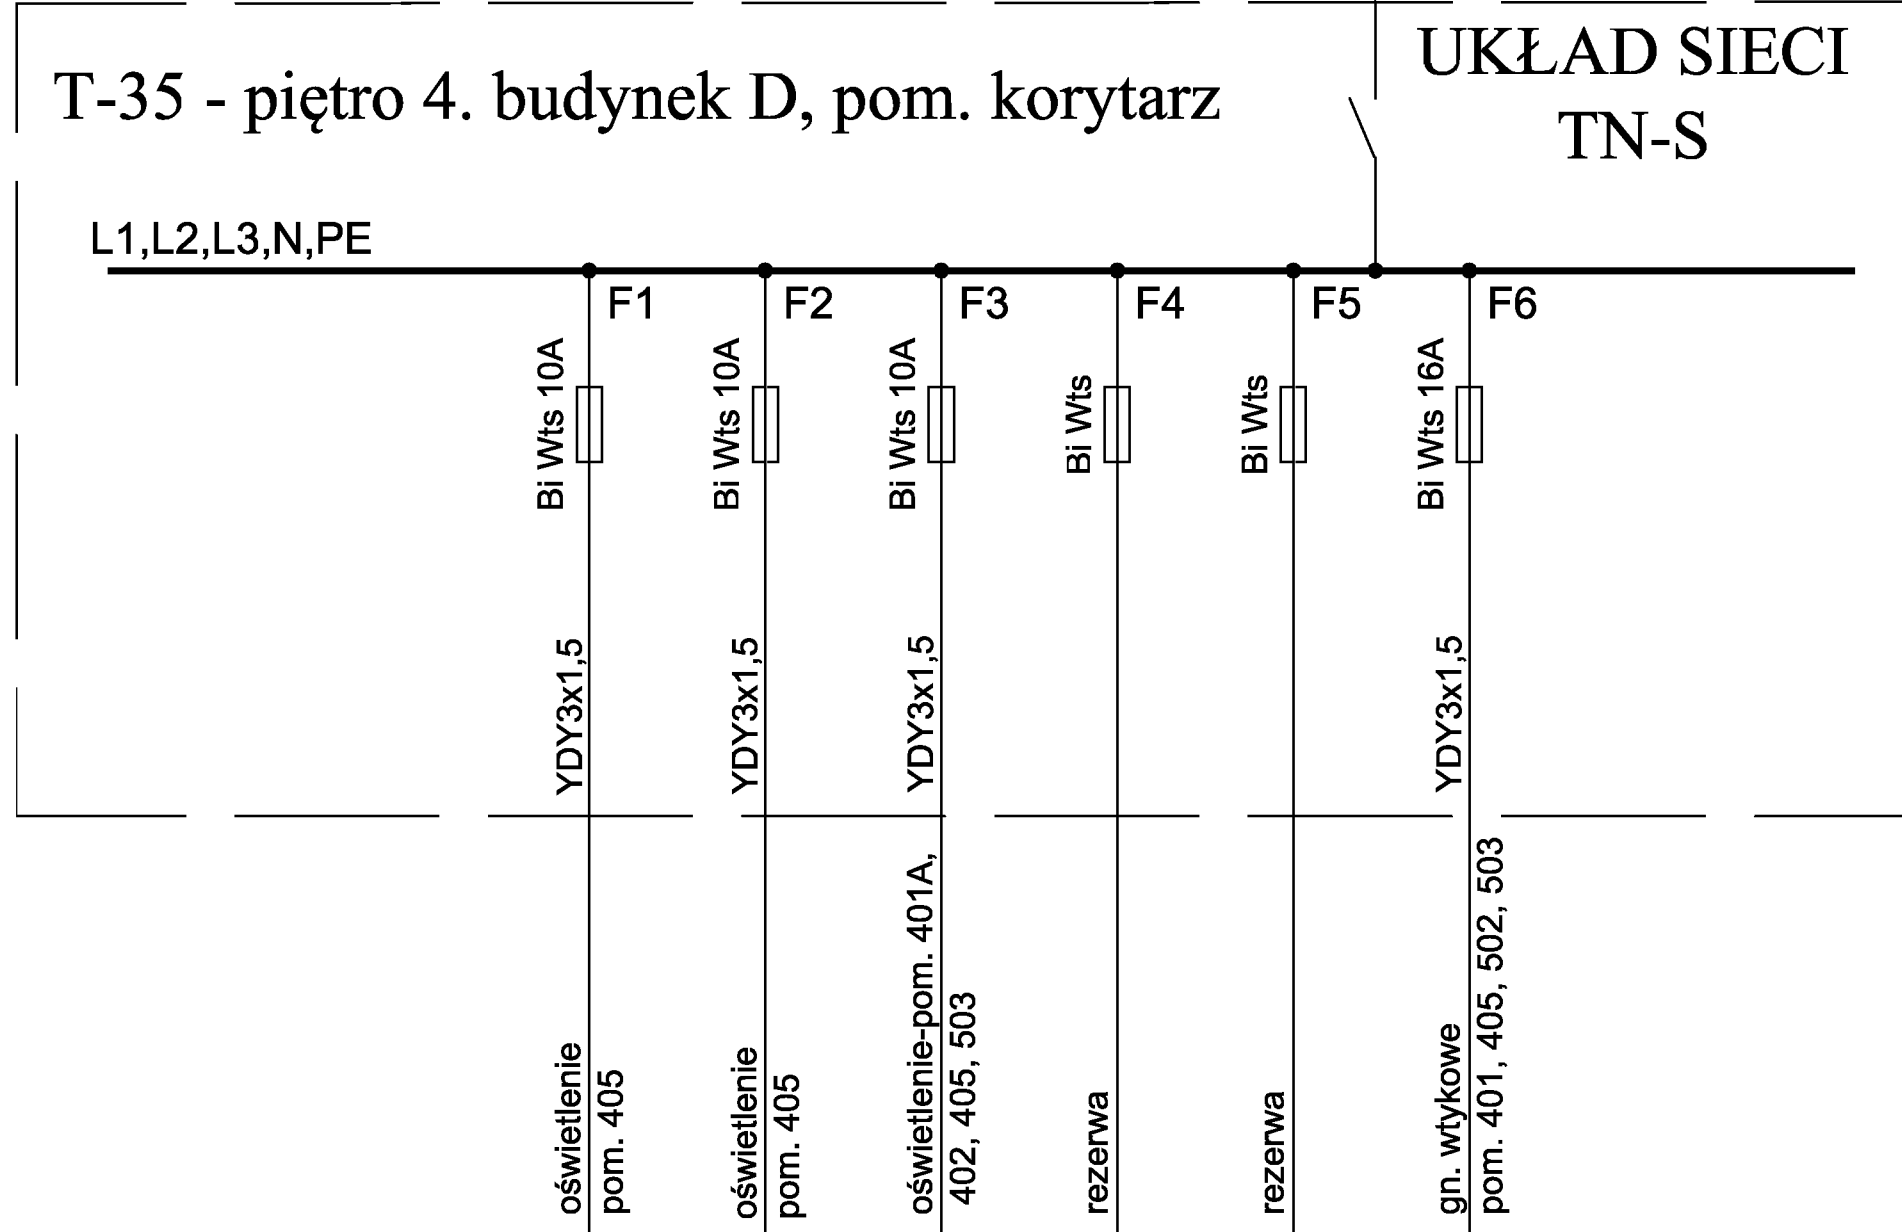 T-35 - piętro 4. budynek D, pom. korytarz
UKŁAD SIECI
TN-S
L1,L2,L3,N,PE
F1
F2
F3
F4
F5
F6
Bi Wts 10A
Bi Wts 10A
Bi Wts 10A
Bi Wts
Bi Wts
Bi Wts 16A
YDY3x1,5
YDY3x1,5
YDY3x1,5
YDY3x1,5
oświetlenie
pom. 405
oświetlenie
pom. 405
oświetlenie-pom. 401A,
402, 405, 503
rezerwa
rezerwa
gn. wtykowe
pom. 401, 405, 502, 503